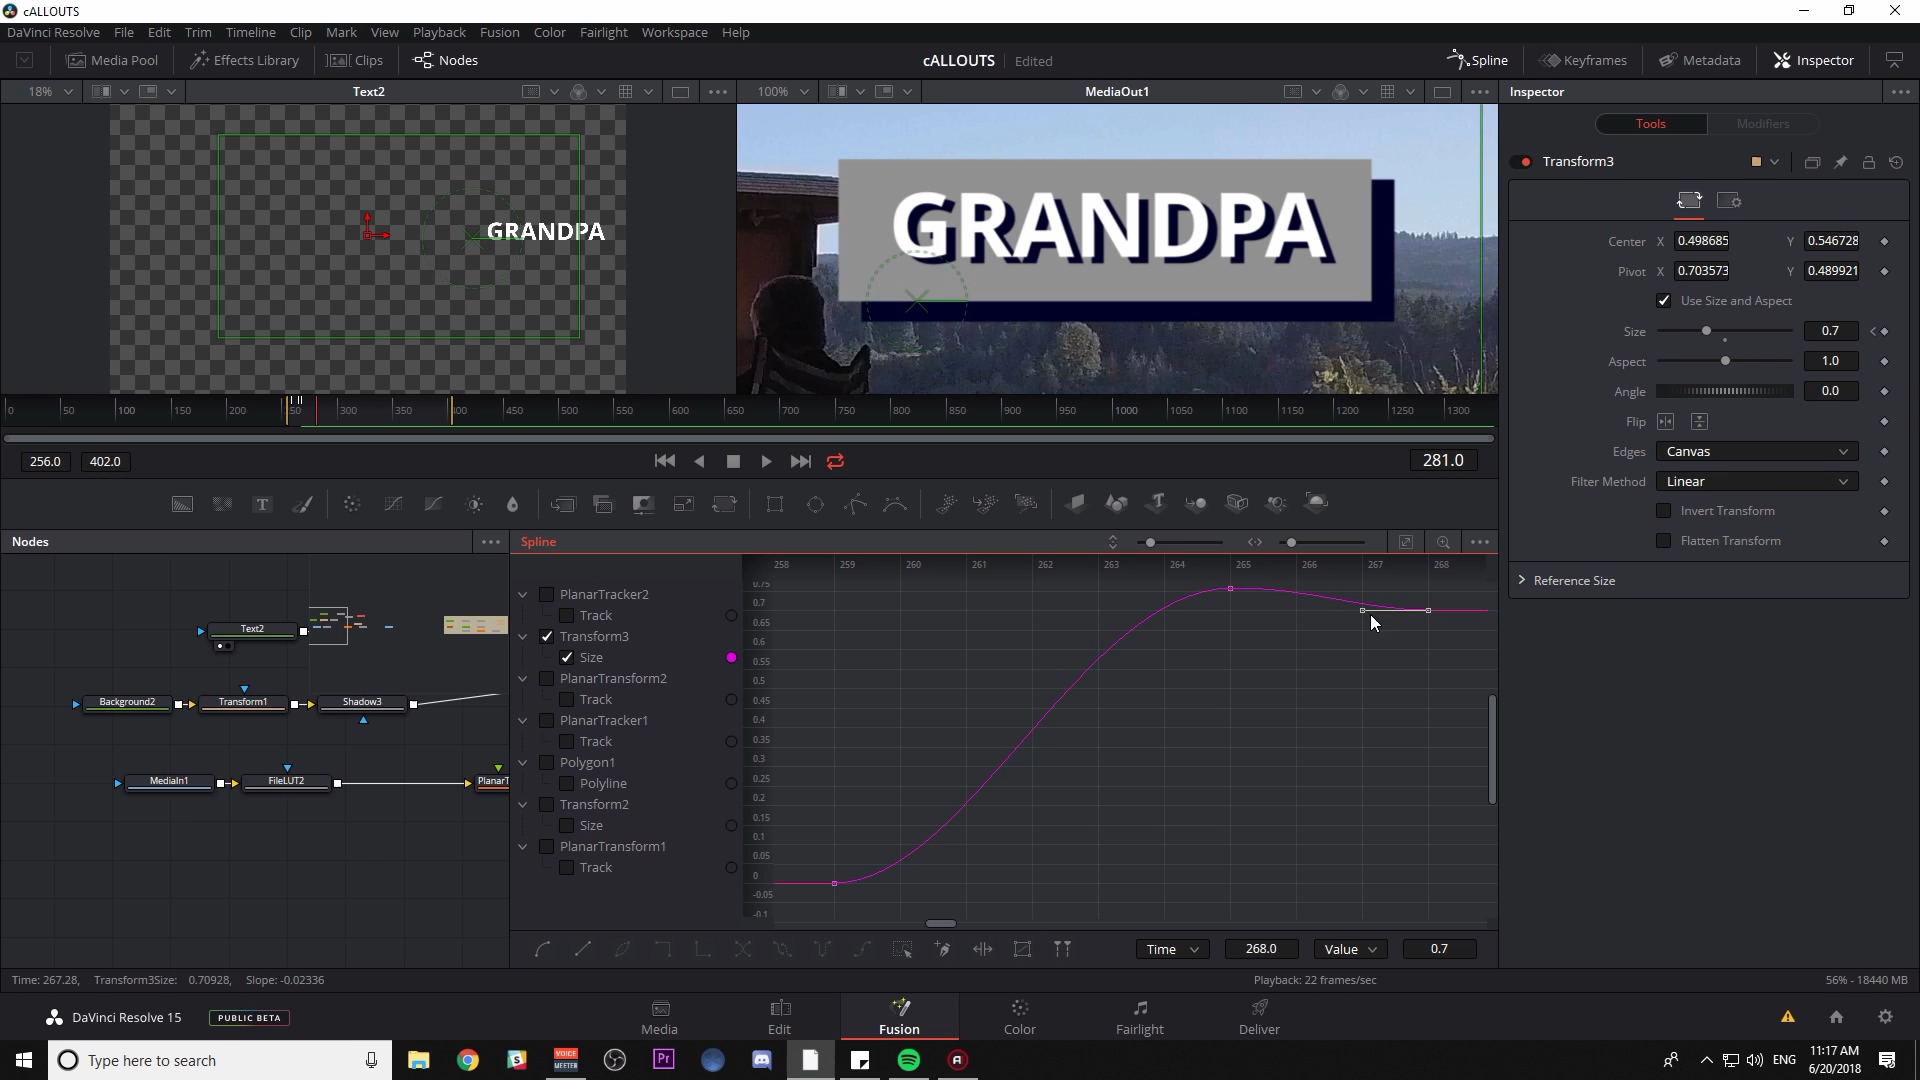 cALLOUTS
DaVinci Resolve File Edit Trim Timeline Clip Mark View Playback Fusion Color Fairlight Workspace Help
Media Pool Effects Library Clips Nodes cALLOUTS Edited Spline Keyframes Metadata Inspector
18% Text2 100% MediaOut1 Inspector
Tools Modifiers
Transform3
GRANDPA
GRANDPA
Center X 0.498685 Y 0.546728
Pivot X 0.703573 Y 0.489921
Use Size and Aspect
Size 0.7
Aspect 1.0
Angle 0.0
Flip
Edges Canvas
Filter Method Linear
Invert Transform
Flatten Transform
Reference Size
0 50 100 150 200 250 300 350 400 450 500 550 600 650 700 750 800 850 900 950 1000 1050 1100 1150 1200 1250 1300
256.0 402.0 281.0
Nodes Spline
258 259 260 261 262 263 264 265 266 267 268
Text2
Background2 Transform1 Shadow3
MediaIn1 FileLUT2 PlanarT
PlanarTracker2
Track
Transform3
Size
PlanarTransform2
Track
PlanarTracker1
Track
Polygon1
Polyline
Transform2
Size
PlanarTransform1
Track
0.75
0.7
0.65
0.6
0.55
0.5
0.45
0.4
0.35
0.3
0.25
0.2
0.15
0.1
0.05
0
-0.05
-0.1
Time 268.0 Value 0.7
Time: 267.28, Transform3Size: 0.70928, Slope: -0.02336 Playback: 22 frames/sec 56% - 18440 MB
DaVinci Resolve 15 PUBLIC BETA Media Edit Fusion Color Fairlight Deliver
Type here to search VOICE MEETER Pr ENG 11:17 AM
6/20/2018